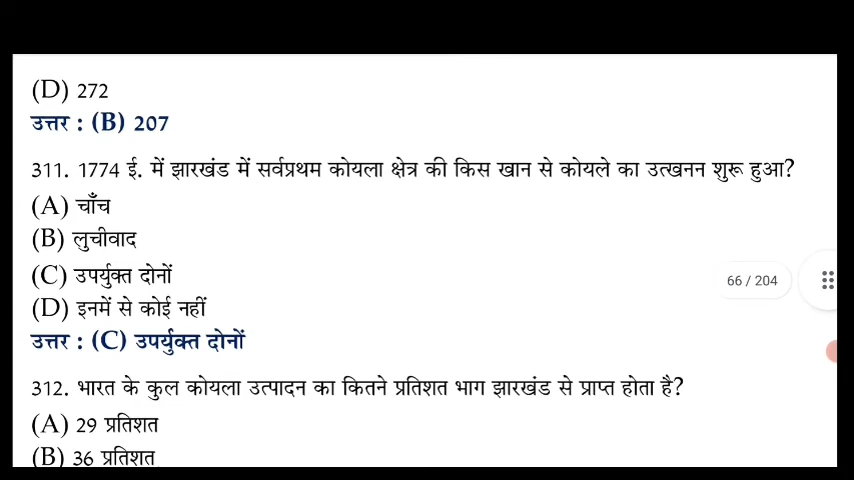 (D) 272
उत्तर : (B) 207
311. 1774 ई. में झारखंड में सर्वप्रथम कोयला क्षेत्र की किस खान से कोयले का उत्खनन शुरू हुआ?
(A) चाँच
(B) लुचीवाद
(C) उपर्युक्त दोनों
66 / 204
(D) इनमें से कोई नहीं
उत्तर : (C) उपर्युक्त दोनों
312. भारत के कुल कोयला उत्पादन का कितने प्रतिशत भाग झारखंड से प्राप्त होता है?
(A) 29 प्रतिशत
(B) 36 प्रतिशत